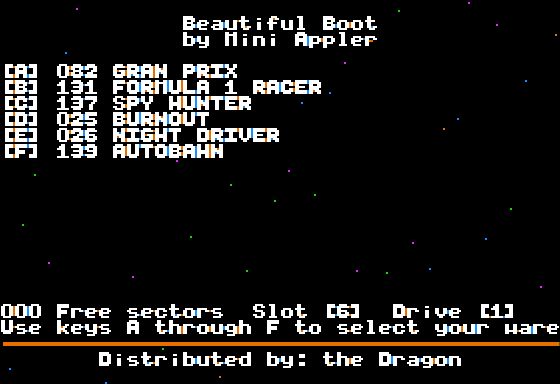 Beautiful Boot
by Mini Appler
[A] 082 GRAN PRIX
[B] 131 FORMULA 1 RACER
[C] 137 SPY HUNTER
[D] 025 BURNOUT
[E] 026 NIGHT DRIVER
[F] 139 AUTOBAHN
000 Free sectors Slot [6] Drive [1]
Use keys A through F to select your ware
Distributed by: the Dragon